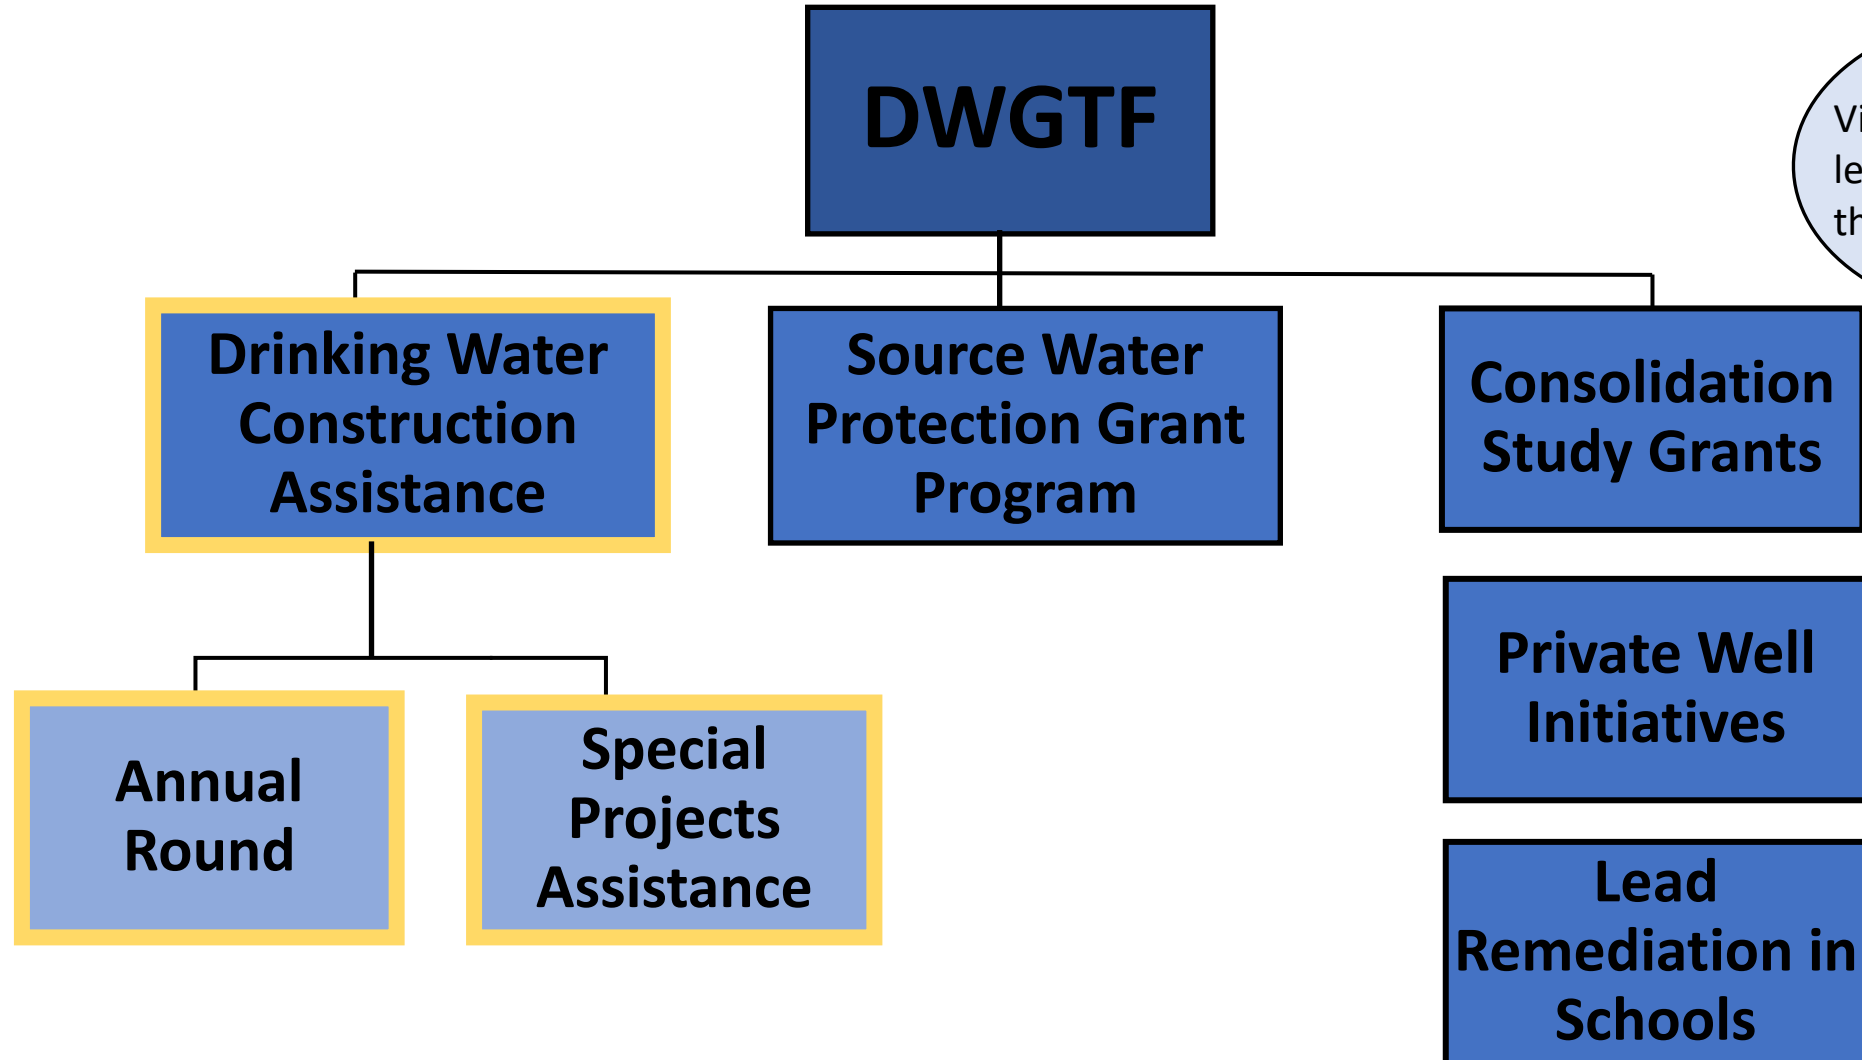 DWGTF
Drinking Water
Construction
Assistance
Source Water
Protection Grant
Program
Consolidation
Study Grants
Annual
Round
Special
Projects
Assistance
Private Well
Initiatives
Lead
Remediation in
Schools